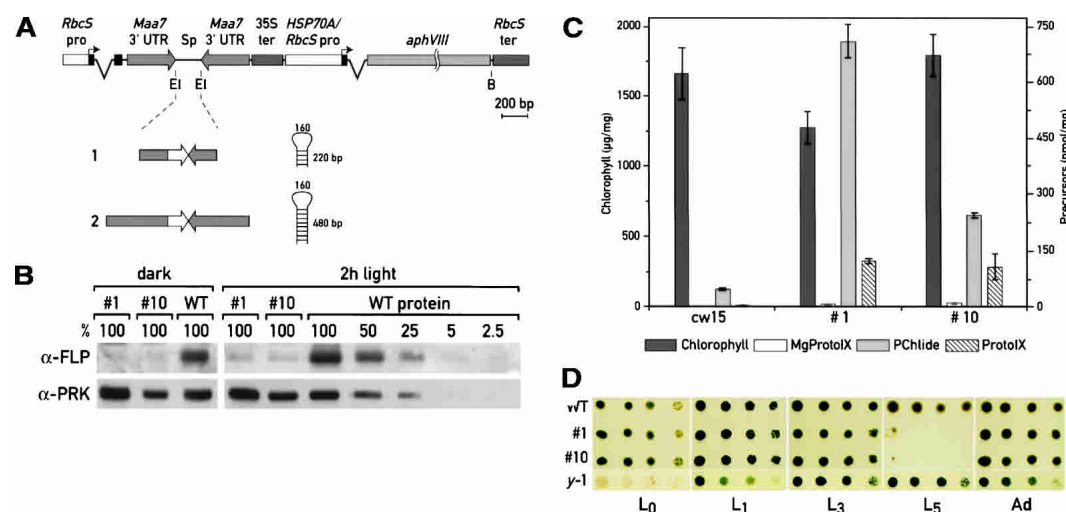 A
RbcS pro
Maa7 3' UTR
Sp
Maa7 3' UTR
35S ter
HSP70A/ RbcS pro
aphVIII
RbcS ter
EI
EI
B
200 bp
1
160
220 bp
2
160
480 bp
B
dark
2h light
#1
#10
WT
#1
#10
WT protein
%
100
100
100
100
100
100
50
25
5
2.5
α-FLP
α-PRK
C
Chlorophyll (µg/mg)
2000
1500
1000
500
0
750
600
450
300
150
0
Precursors (pmol/mg)
cw15
# 1
# 10
Chlorophyll
MgProtoIX
PChlide
ProtoIX
D
WT
#1
#10
y-1
L0
L1
L3
L5
Ad